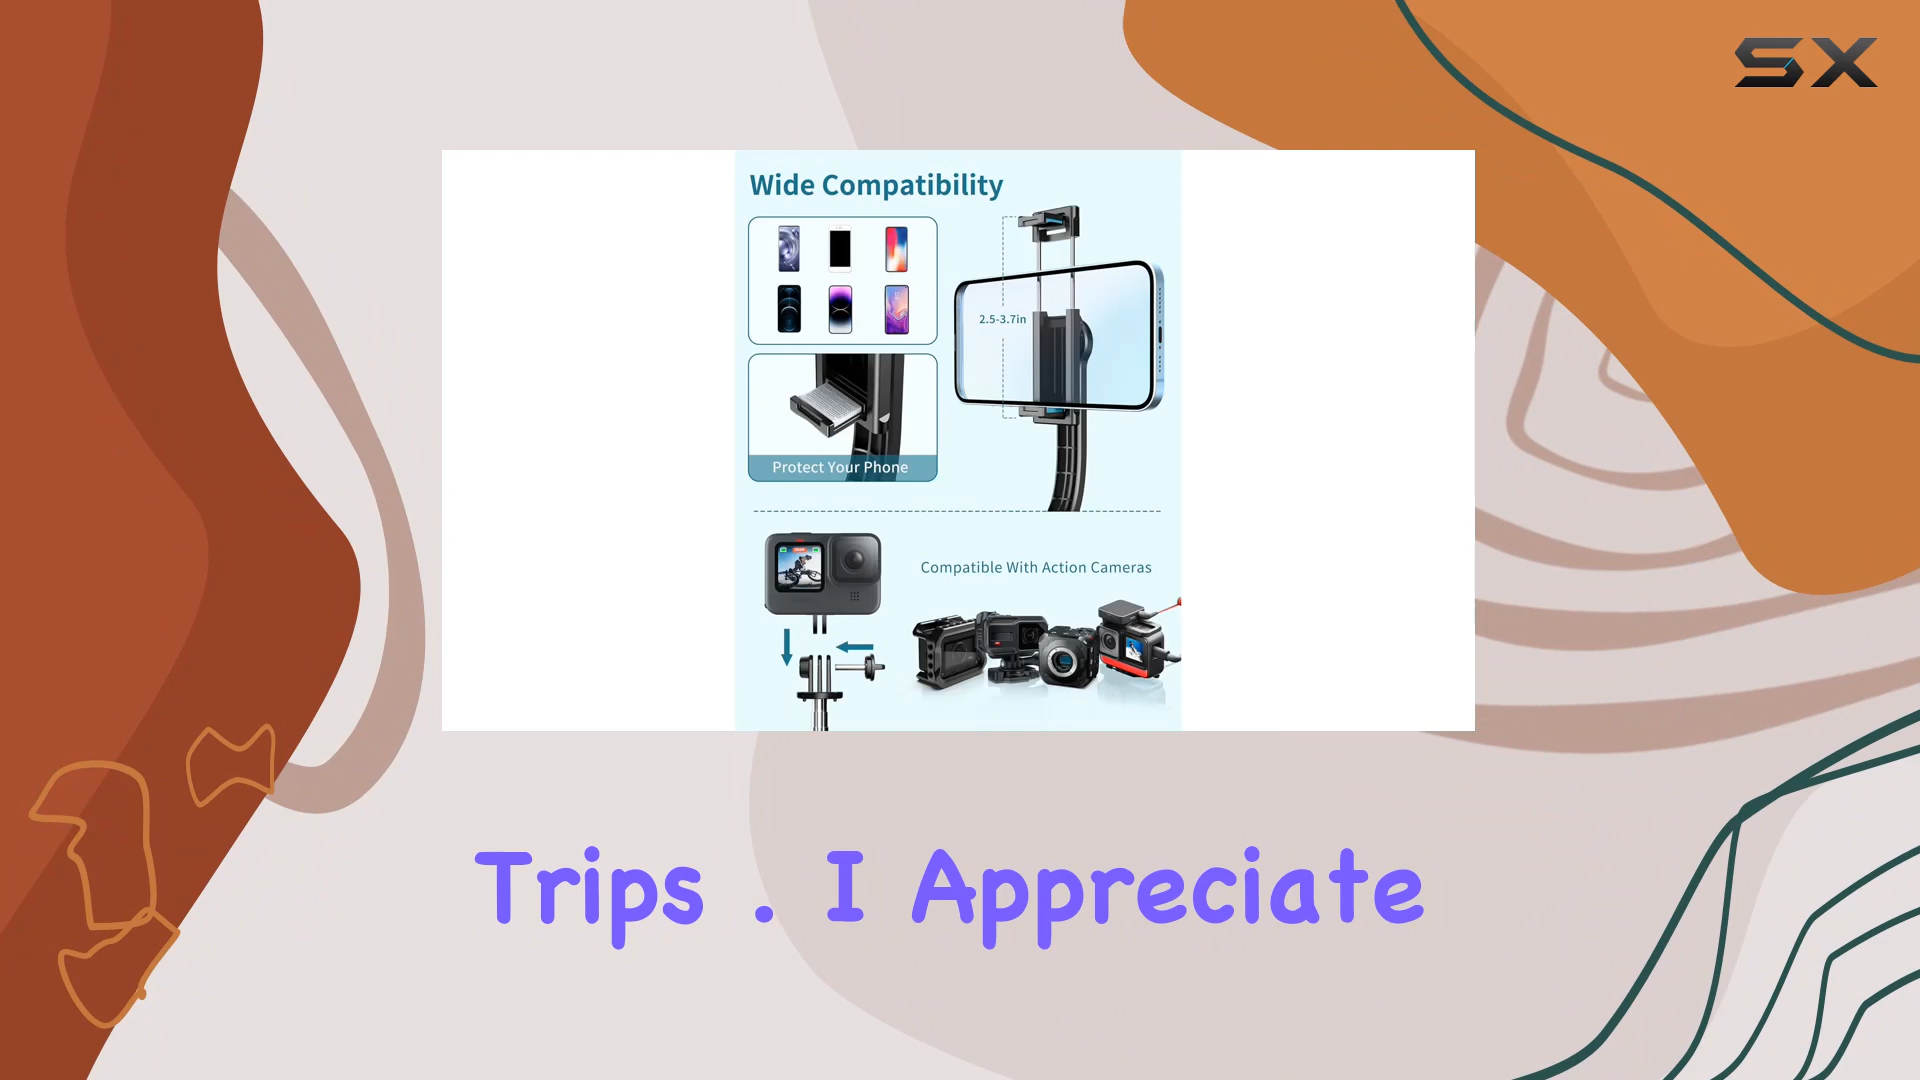 SX
Wide Compatibility
2.5-3.7in
Protect Your Phone
Compatible With Action Cameras
Trips . I Appreciate